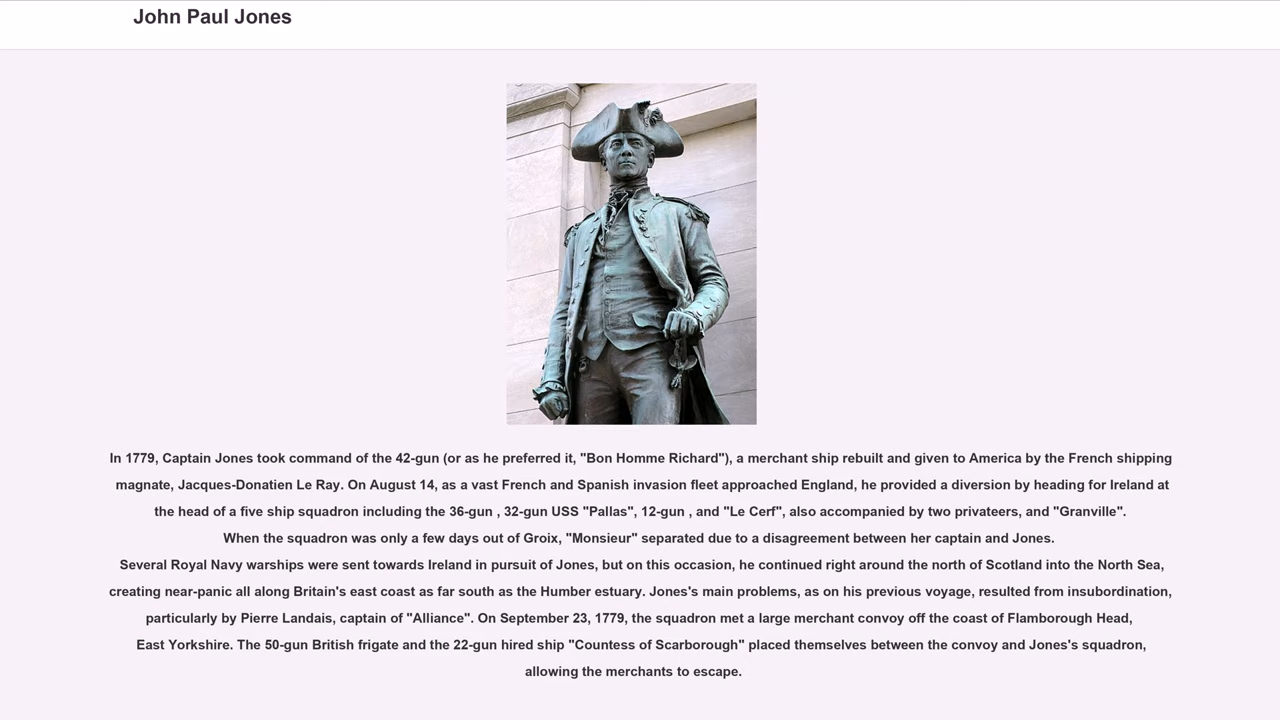 John Paul Jones
In 1779, Captain Jones took command of the 42-gun (or as he preferred it, "Bon Homme Richard"), a merchant ship rebuilt and given to America by the French shipping
magnate, Jacques-Donatien Le Ray. On August 14, as a vast French and Spanish invasion fleet approached England, he provided a diversion by heading for Ireland at
the head of a five ship squadron including the 36-gun , 32-gun USS "Pallas", 12-gun , and "Le Cerf", also accompanied by two privateers, and "Granville".
When the squadron was only a few days out of Groix, "Monsieur" separated due to a disagreement between her captain and Jones.
Several Royal Navy warships were sent towards Ireland in pursuit of Jones, but on this occasion, he continued right around the north of Scotland into the North Sea,
creating near-panic all along Britain's east coast as far south as the Humber estuary. Jones's main problems, as on his previous voyage, resulted from insubordination,
particularly by Pierre Landais, captain of "Alliance". On September 23, 1779, the squadron met a large merchant convoy off the coast of Flamborough Head,
East Yorkshire. The 50-gun British frigate and the 22-gun hired ship "Countess of Scarborough" placed themselves between the convoy and Jones's squadron,
allowing the merchants to escape.